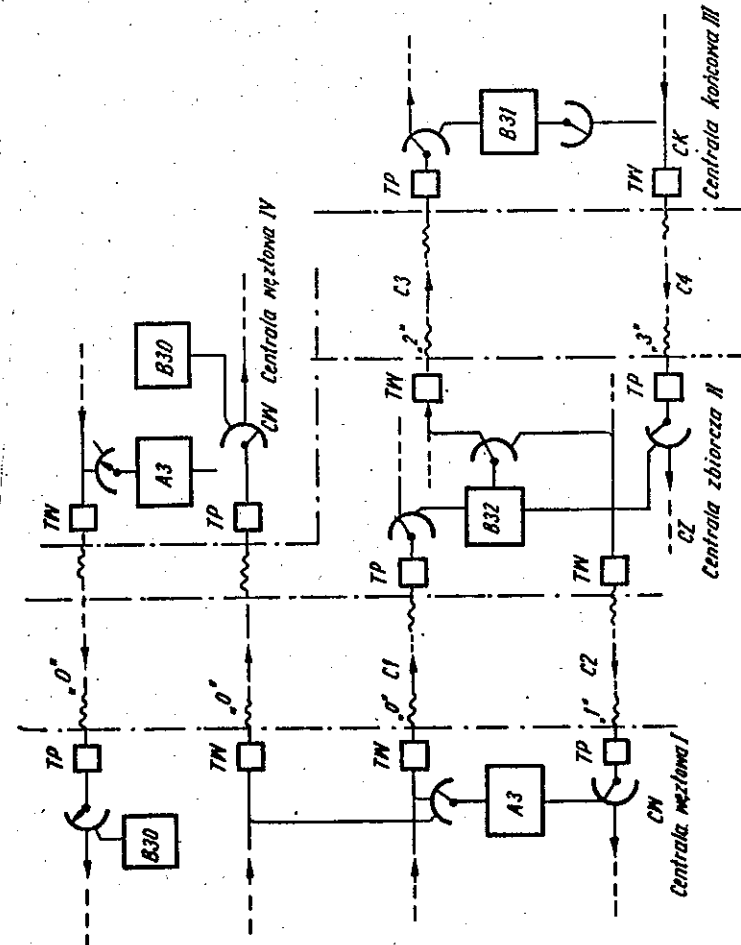 TP
„0"
TW
B30
A3
TW
„0"
TP
B30
CW Centrala węzłowa IV
TW
„0"
C1
TP
TW
„2"
C3
TP
A3
B32
B31
TP
„1"
C2
TW
TP
„3"
C4
TW
CW
Centrala węzłowa I
CZ
Centrala zbiorcza II
CK
Centrala końcowa III